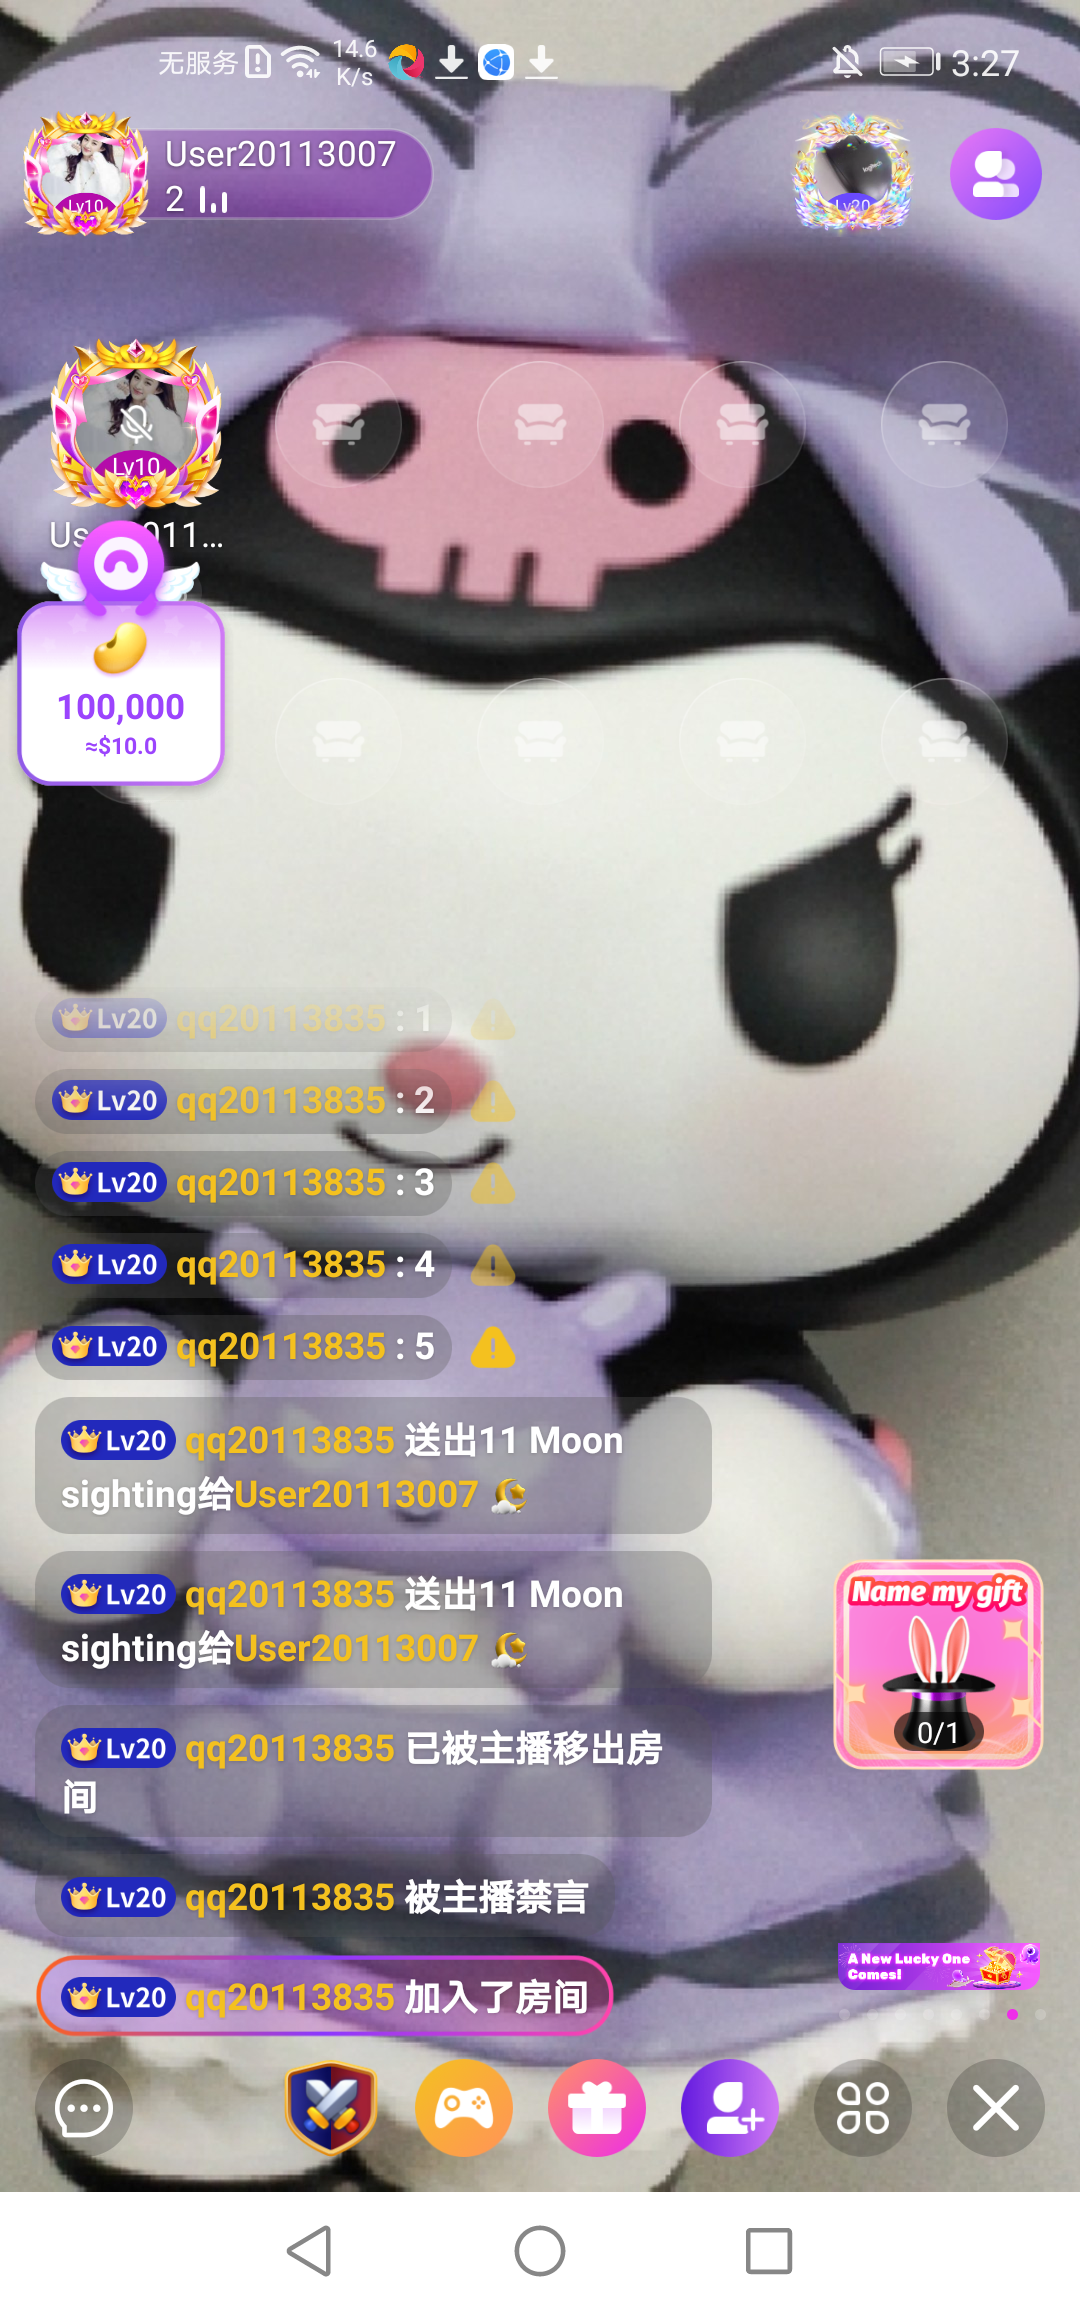 无服务
14.6
K/s
3:27
User20113007
2
Lv10
Lv20
Lv10
Us
011...
100,000
≈$10.0
Lv20 qq20113835 : 1
Lv20 qq20113835 : 2
Lv20 qq20113835 : 3
Lv20 qq20113835 : 4
Lv20 qq20113835 : 5
Lv20 qq20113835 送出11 Moon
sighting给User20113007
Lv20 qq20113835 送出11 Moon
sighting给User20113007
Lv20 qq20113835 已被主播移出房
间
Lv20 qq20113835 被主播禁言
Lv20 qq20113835 加入了房间
Name my gift
0/1
A New Lucky One
Comes!